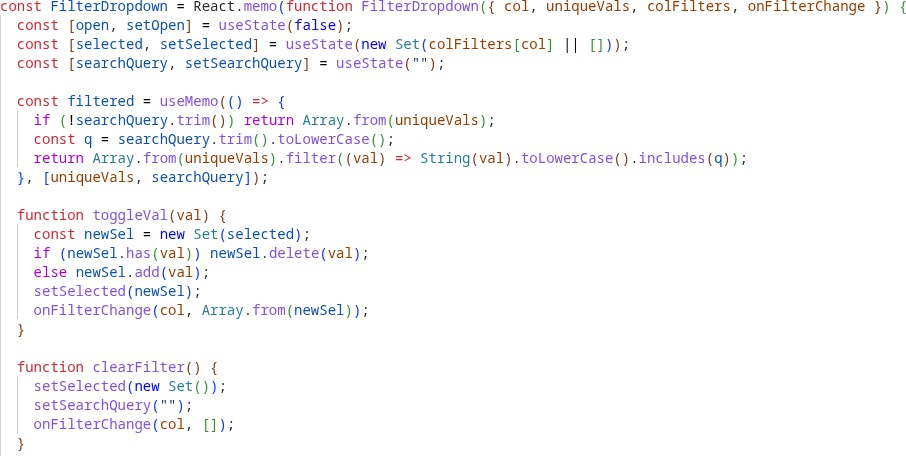 const FilterDropdown = React.memo(function FilterDropdown({ col, uniqueVals, colFilters, onFilterChange }) {
  const [open, setOpen] = useState(false);
  const [selected, setSelected] = useState(new Set(colFilters[col] || []));
  const [searchQuery, setSearchQuery] = useState("");

  const filtered = useMemo(() => {
    if (!searchQuery.trim()) return Array.from(uniqueVals);
    const q = searchQuery.trim().toLowerCase();
    return Array.from(uniqueVals).filter((val) => String(val).toLowerCase().includes(q));
  }, [uniqueVals, searchQuery]);

  function toggleVal(val) {
    const newSel = new Set(selected);
    if (newSel.has(val)) newSel.delete(val);
    else newSel.add(val);
    setSelected(newSel);
    onFilterChange(col, Array.from(newSel));
  }

  function clearFilter() {
    setSelected(new Set());
    setSearchQuery("");
    onFilterChange(col, []);
  }